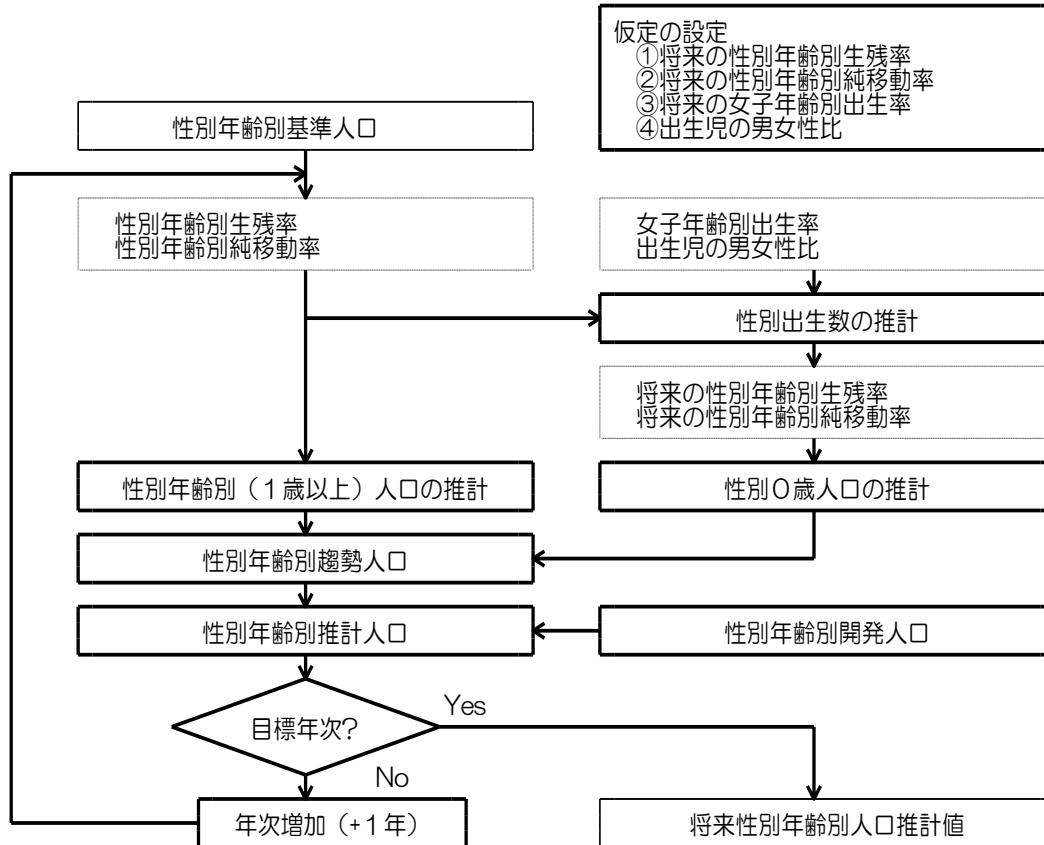 仮定の設定
①将来の性別年齢別生残率
②将来の性別年齢別純移動率
③将来の女子年齢別出生率
④出生児の男女性比
性別年齢別基準人口
性別年齢別生残率
性別年齢別純移動率
女子年齢別出生率
出生児の男女性比
性別出生数の推計
将来の性別年齢別生残率
将来の性別年齢別純移動率
性別年齢別（１歳以上）人口の推計
性別０歳人口の推計
性別年齢別趨勢人口
性別年齢別推計人口
性別年齢別開発人口
目標年次?
Yes
No
年次増加（+１年）
将来性別年齢別人口推計値